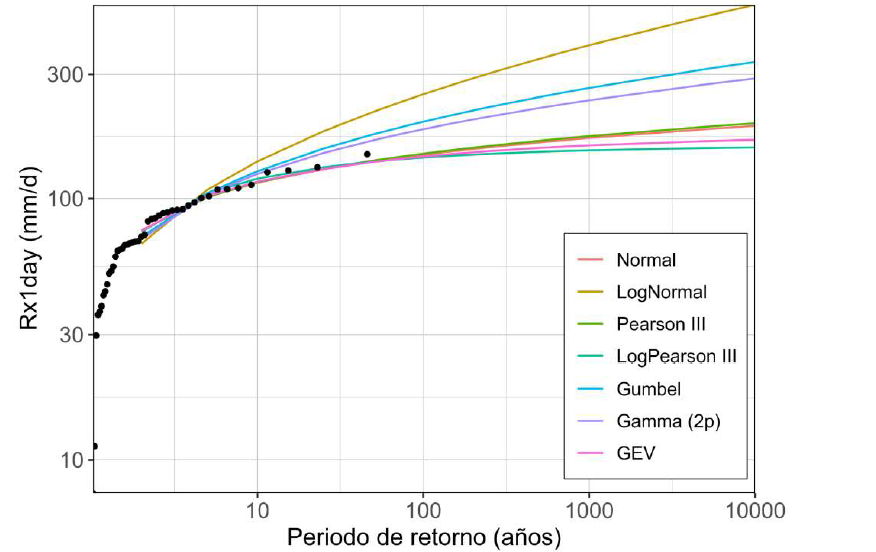 300
100
30
10
Rx1day (mm/d)
Normal
LogNormal
Pearson III
LogPearson III
Gumbel
Gamma (2p)
GEV
10
100
1000
10000
Periodo de retorno (años)